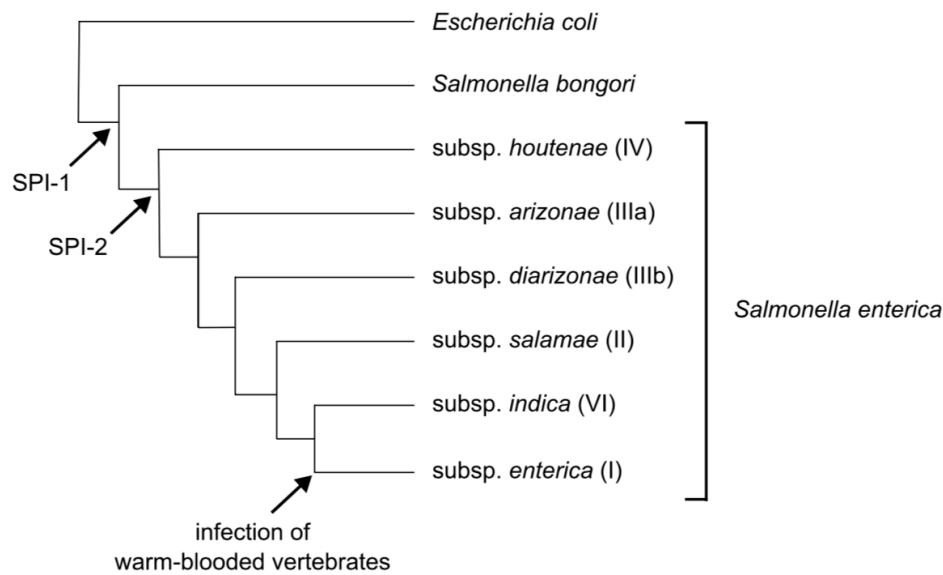 Escherichia coli
Salmonella bongori
subsp. houtenae (IV)
SPI-1
subsp. arizonae (IIIa)
SPI-2
subsp. diarizonae (IIIb)
Salmonella enterica
subsp. salamae (II)
subsp. indica (VI)
subsp. enterica (I)
infection of
warm-blooded vertebrates